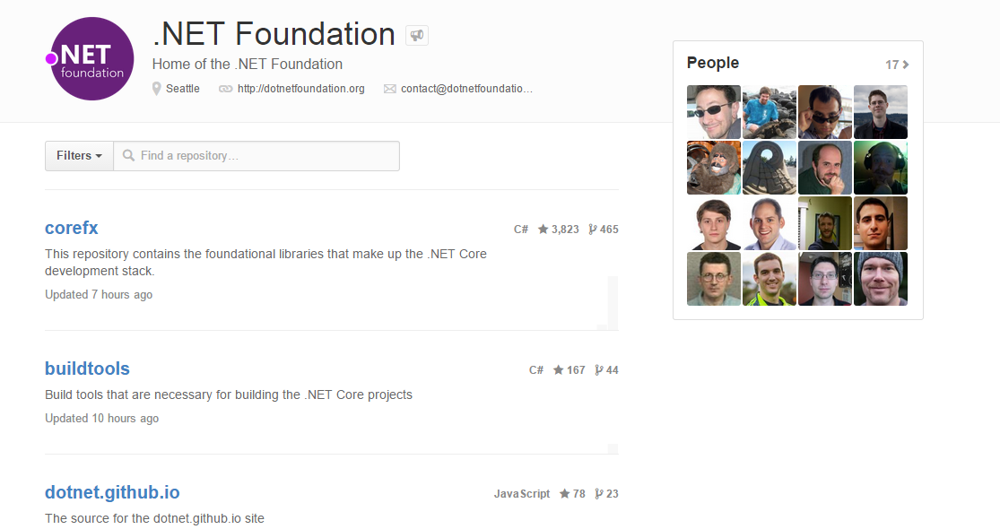 .NET
foundation
.NET Foundation
Home of the .NET Foundation
Seattle http://dotnetfoundation.org contact@dotnetfoundatio...
People 17
Filters Find a repository...
corefx C# 3,823 465
This repository contains the foundational libraries that make up the .NET Core
development stack.
Updated 7 hours ago
buildtools C# 167 44
Build tools that are necessary for building the .NET Core projects
Updated 10 hours ago
dotnet.github.io JavaScript 78 23
The source for the dotnet.github.io site